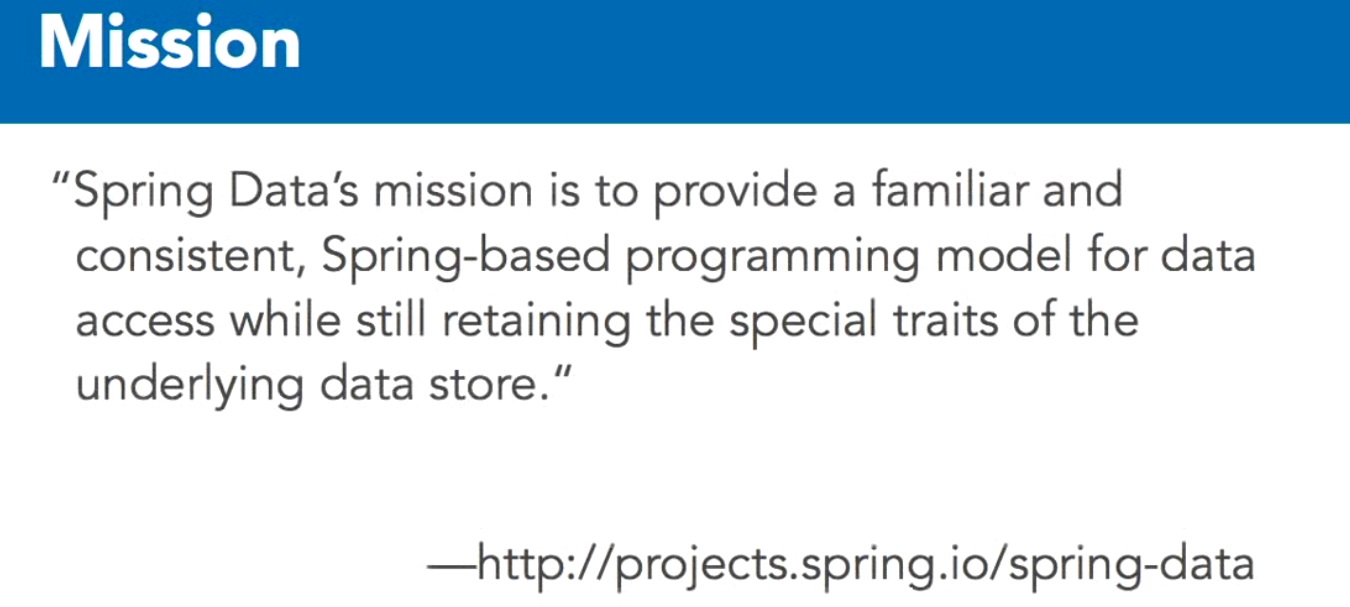 Mission
“Spring Data’s mission is to provide a familiar and
consistent, Spring-based programming model for data
access while still retaining the special traits of the
underlying data store.“
—http://projects.spring.io/spring-data